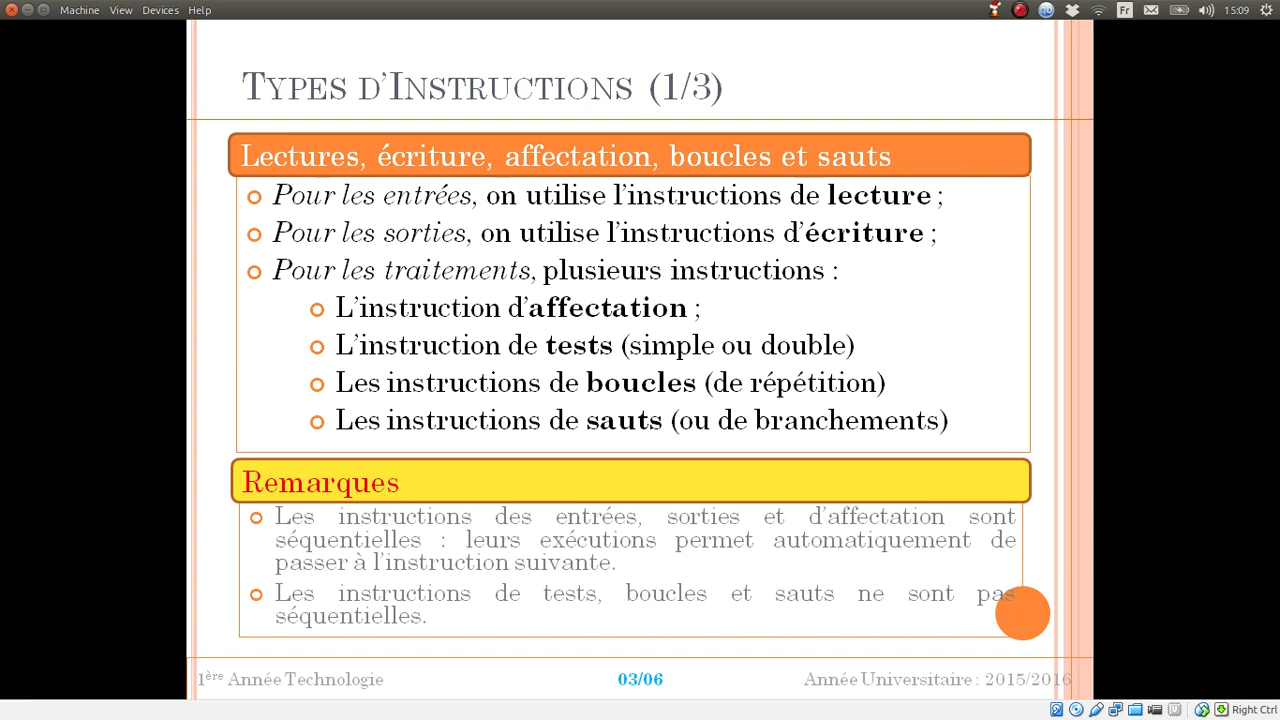 Machine View Devices Help
Fr 15:09
Types d'Instructions (1/3)
Lectures, écriture, affectation, boucles et sauts
Pour les entrées, on utilise l'instructions de lecture ;
Pour les sorties, on utilise l'instructions d'écriture ;
Pour les traitements, plusieurs instructions :
L'instruction d'affectation ;
L'instruction de tests (simple ou double)
Les instructions de boucles (de répétition)
Les instructions de sauts (ou de branchements)
Remarques
Les instructions des entrées, sorties et d'affectation sont
séquentielles : leurs exécutions permet automatiquement de
passer à l'instruction suivante.
Les instructions de tests, boucles et sauts ne sont pas
séquentielles.
1ère Année Technologie 03/06 Année Universitaire : 2015/2016
Right Ctrl